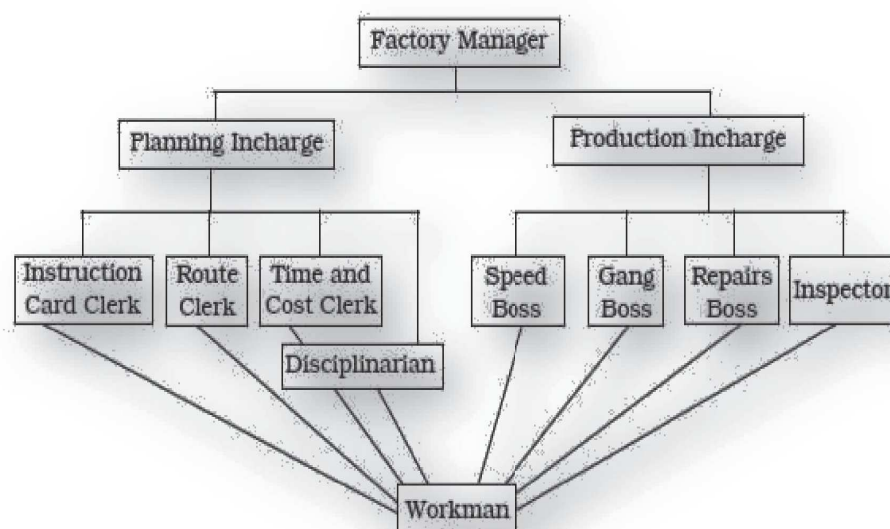 Factory Manager
Planning Incharge
Production Incharge
Instruction
Card Clerk
Route
Clerk
Time and
Cost Clerk
Disciplinarian
Speed
Boss
Gang
Boss
Repairs
Boss
Inspector
Workman